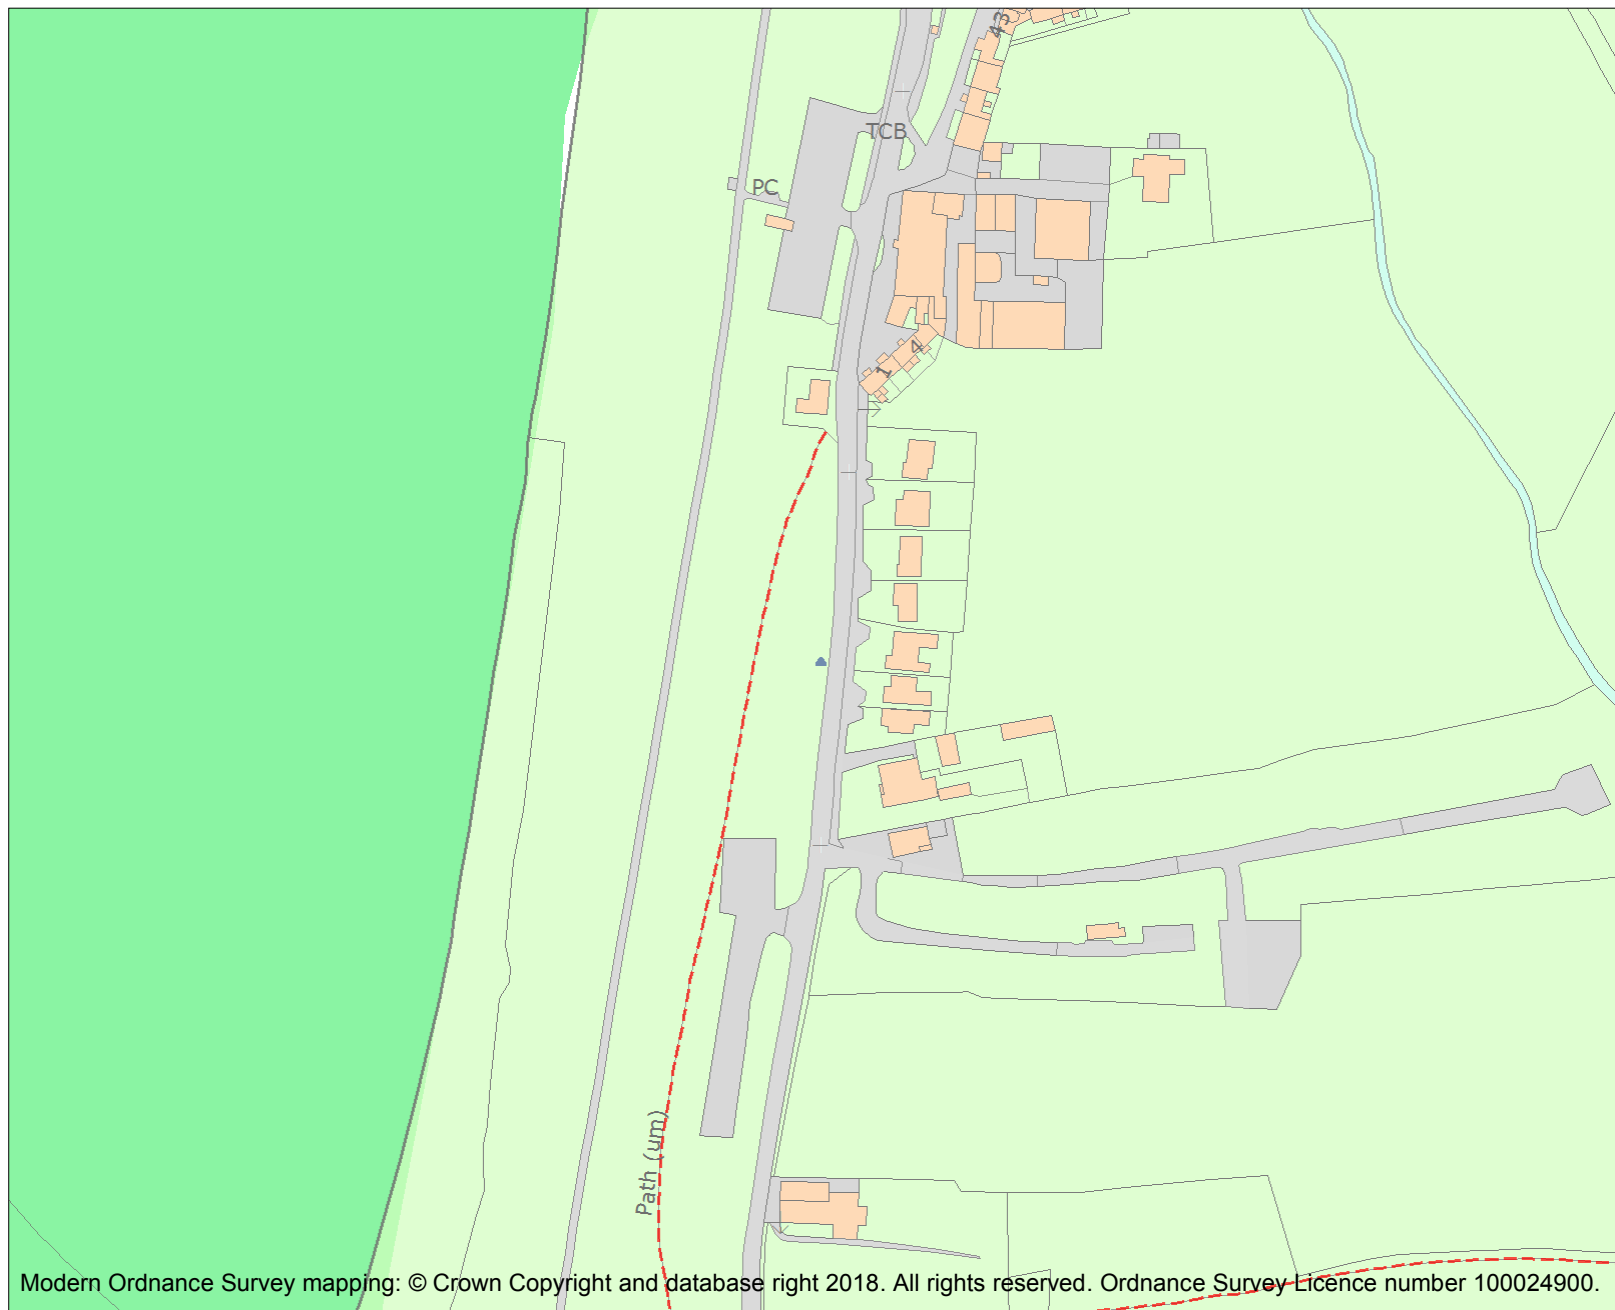 43
TCB
PC
4
1
Path (um)
Modern Ordnance Survey mapping: © Crown Copyright and database right 2018. All rights reserved. Ordnance Survey Licence number 100024900.